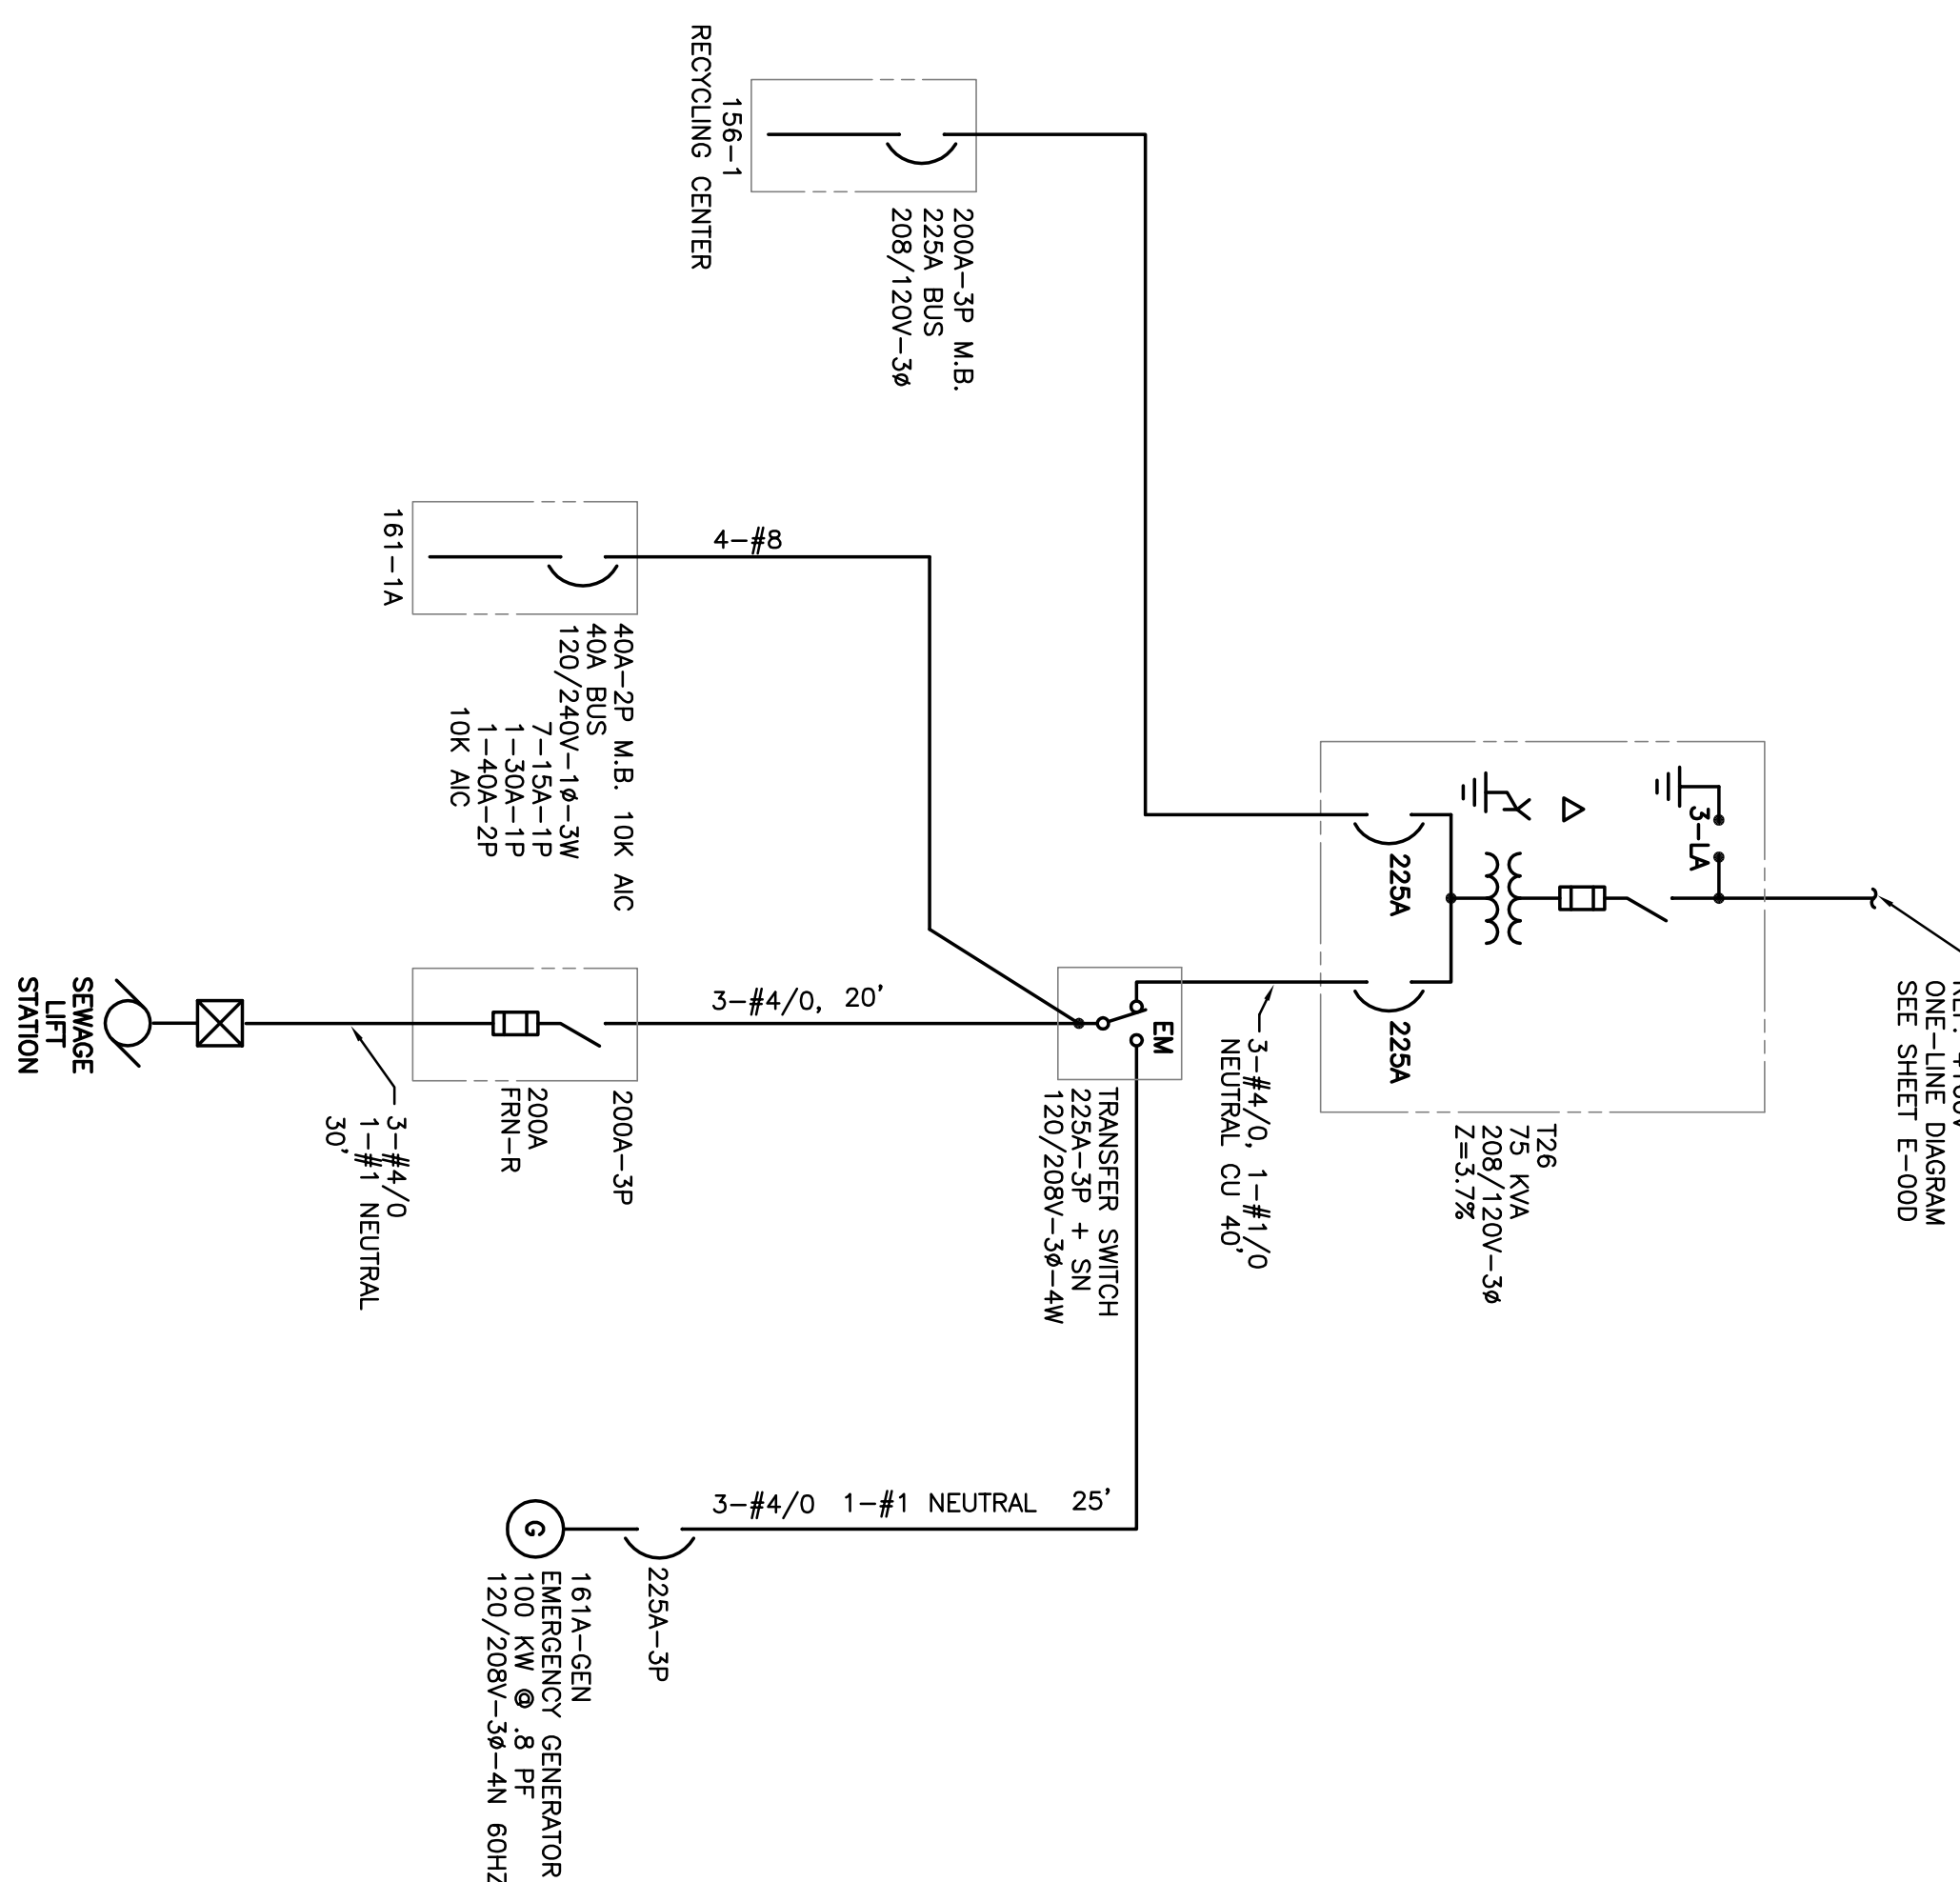 ONE-LINE DIAGRAM
SEE SHEET E-00D
3-LA
225A
225A
T26
75 KVA
208/120V-3ø
Z=3.7%
3-#4/0, 1-#1/0
NEUTRAL CU 40'
EM
TRANSFER SWITCH
225A-3P + SN
120/208V-3ø-4W
200A-3P M.B.
225A BUS
208/120V-3ø
156-1
RECYCLING CENTER
4-#8
40A-2P M.B. 10K AIC
40A BUS
120/240V-1ø-3W
7-15A-1P
1-30A-1P
1-40A-2P
10K AIC
161-1A
3-#4/0, 20'
200A-3P
200A
FRN-R
3-#4/0
1-#1 NEUTRAL
30'
SEWAGE
LIFT
STATION
3-#4/0 1-#1 NEUTRAL 25'
225A-3P
G
161A-GEN
EMERGENCY GENERATOR
100 KW @ .8 PF
120/208V-3ø-4N 60HZ